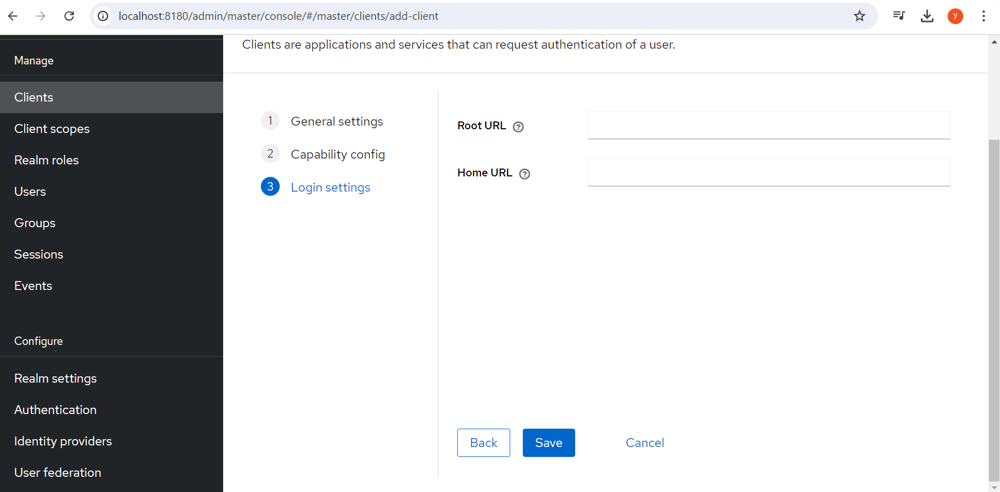 localhost:8180/admin/master/console/#/master/clients/add-client
y
Manage
Clients
Client scopes
Realm roles
Users
Groups
Sessions
Events
Configure
Realm settings
Authentication
Identity providers
User federation
Clients are applications and services that can request authentication of a user.
1 General settings
2 Capability config
3 Login settings
Root URL ?
Home URL ?
Back Save Cancel